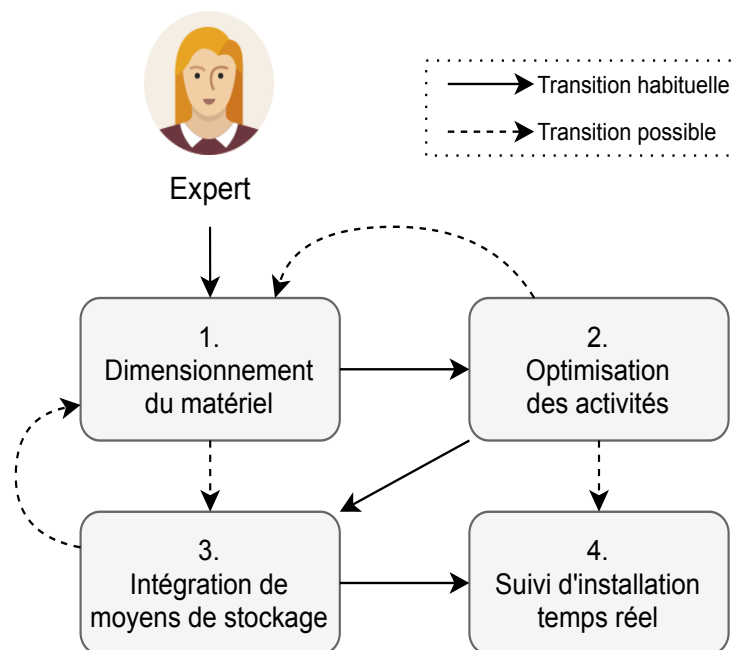 Transition habituelle
Transition possible
Expert
1.
Dimensionnement
du matériel
2.
Optimisation
des activités
3.
Intégration de
moyens de stockage
4.
Suivi d'installation
temps réel